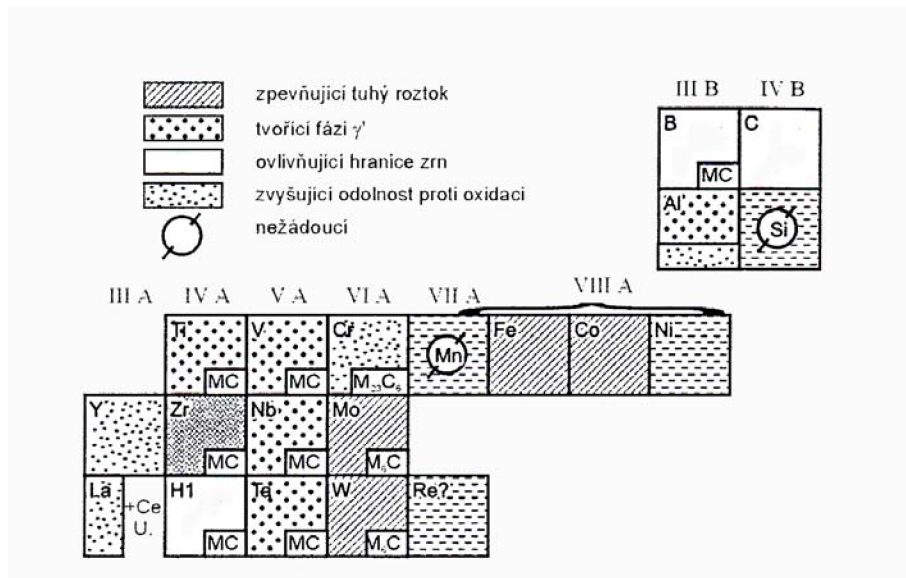 zpevňující tuhý roztok
tvořící fázi γ'
ovlivňující hranice zrn
zvyšující odolnost proti oxidaci
nežádoucí
III B IV B
B C
MC
Al Si
III A IV A V A VI A VII A VIII A
Ti V Cr Mn Fe Co Ni
MC MC M₂₃C₆
Y Zr Nb Mo
MC MC M₆C
La +Ce H1 Ta W Re?
U.
MC MC M₆C